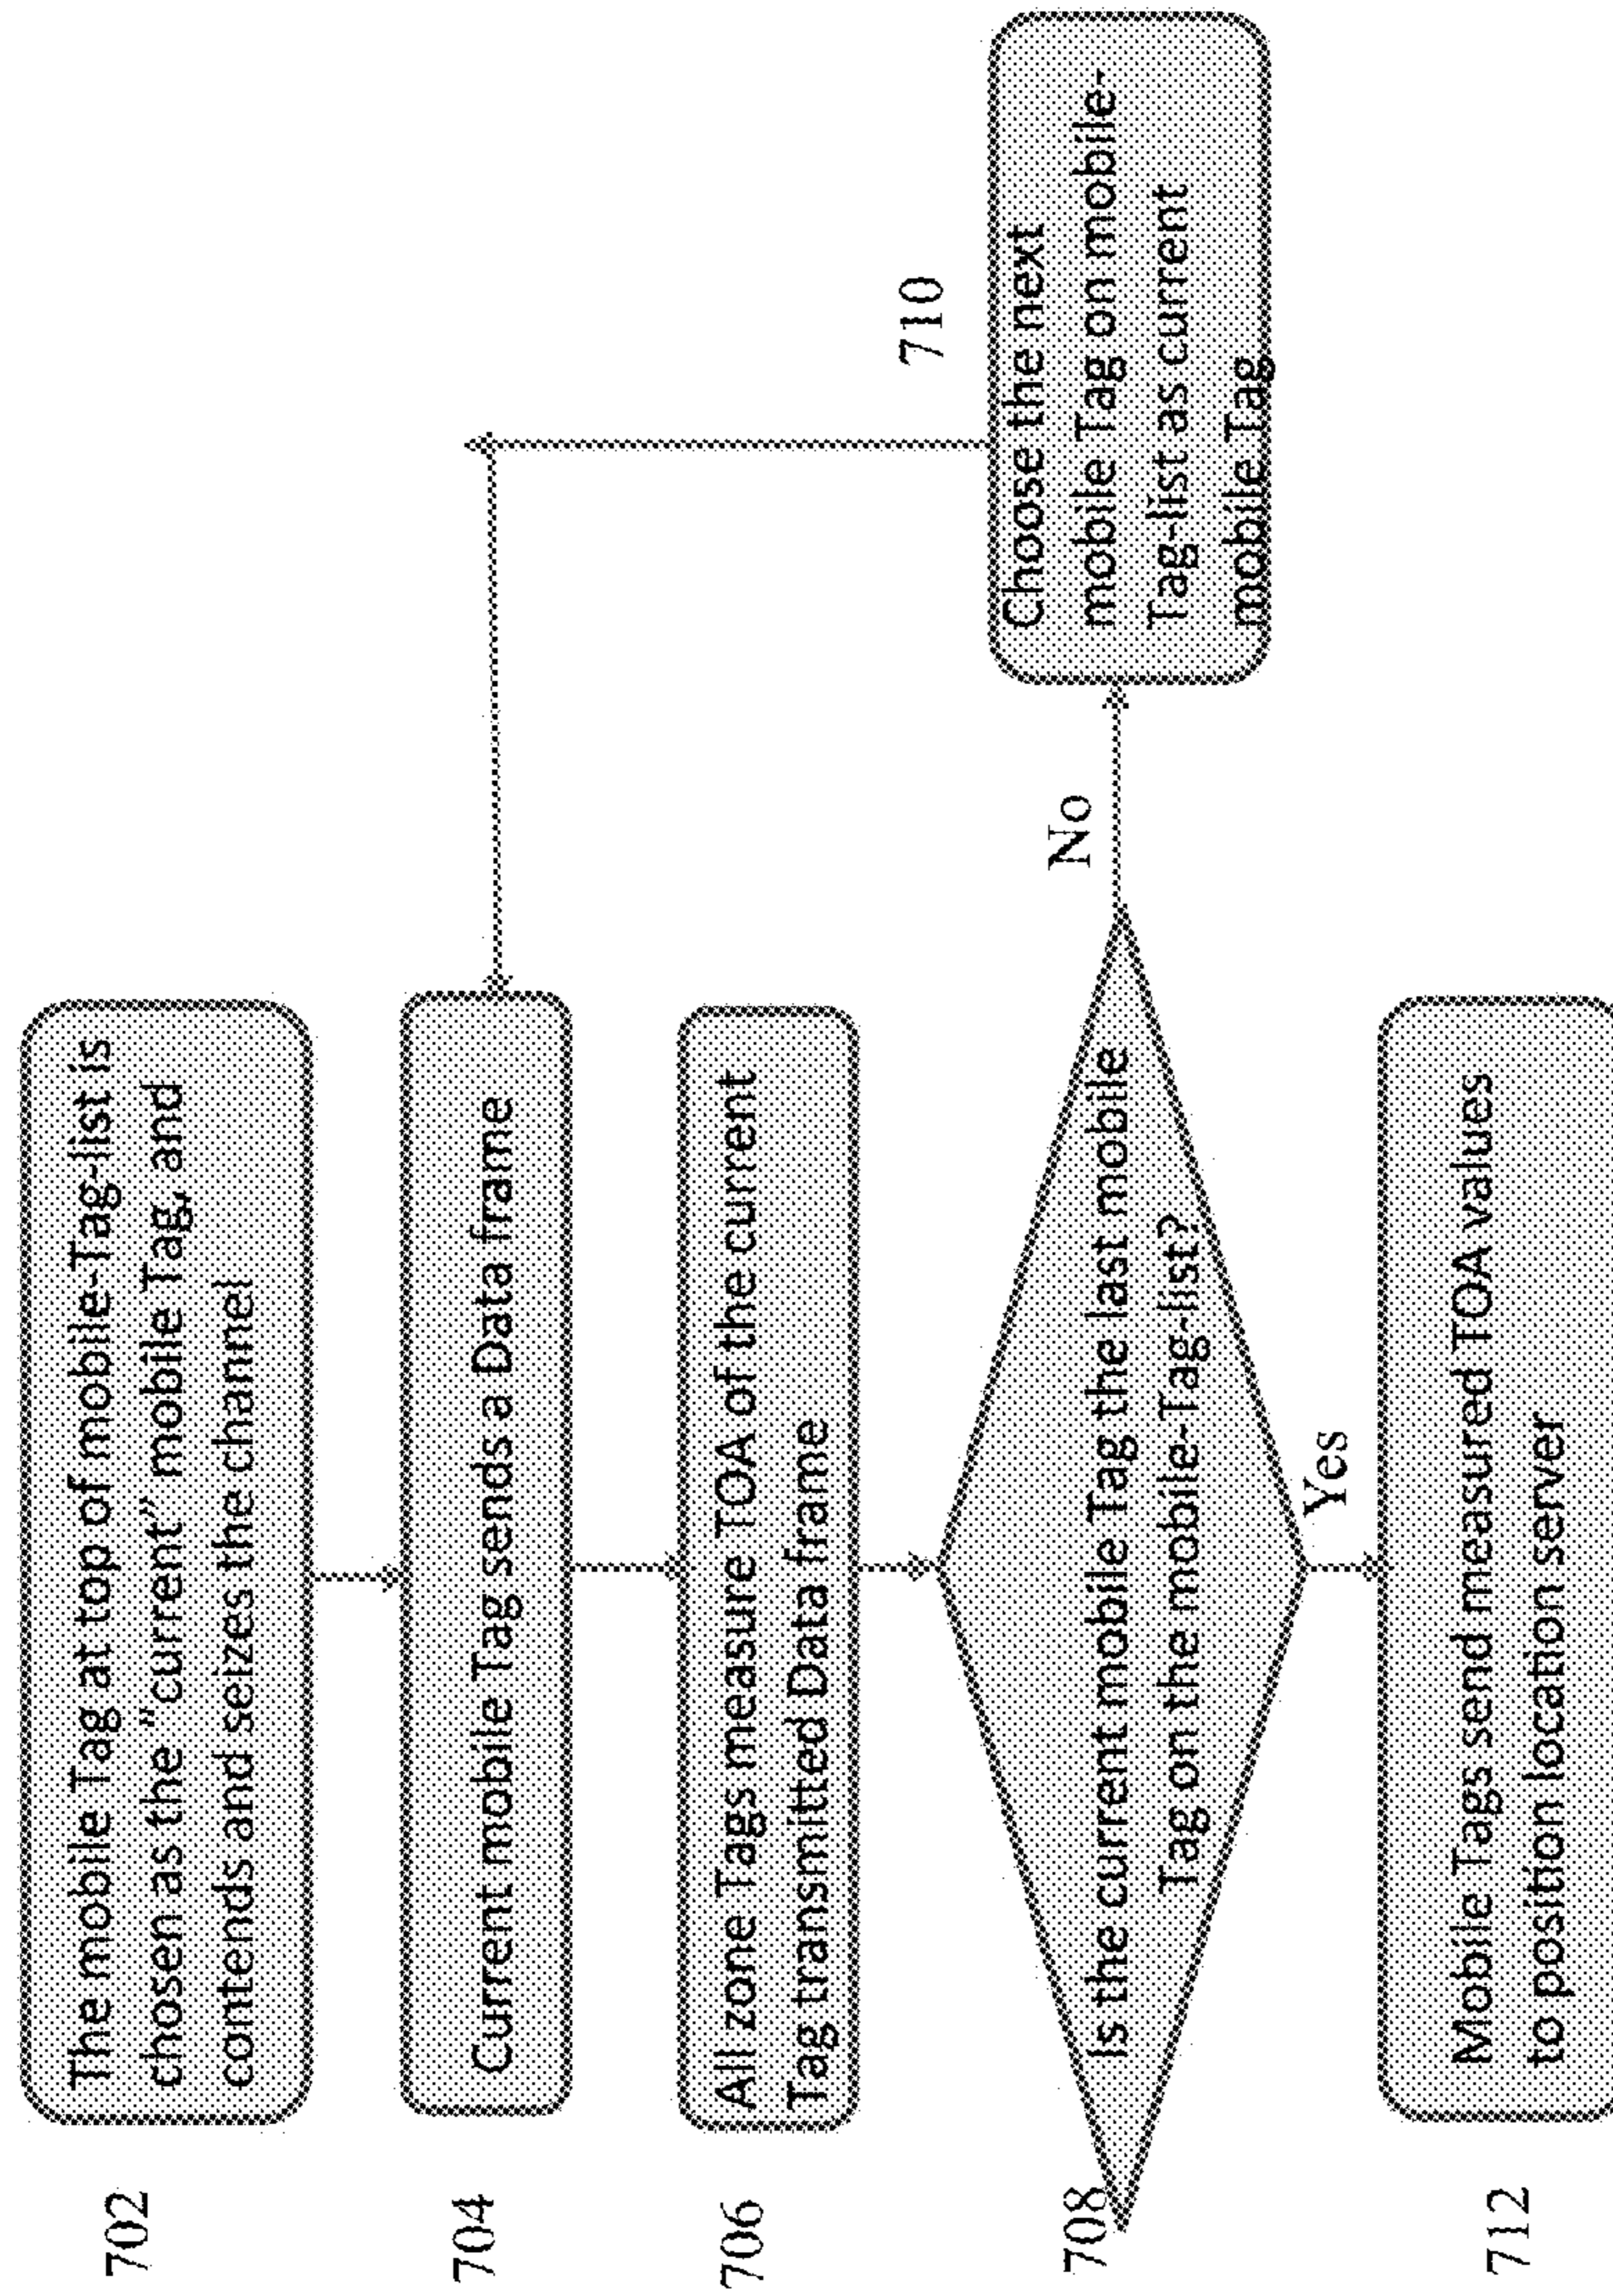 702
The mobile Tag at top of mobile-Tag-list is
chosen as the "current" mobile Tag, and
contends and seizes the channel
704
Current mobile Tag sends a Data frame
706
All zone Tags measure TOA of the current
Tag transmitted Data frame
708
Is the current mobile Tag the last mobile
Tag on the mobile-Tag-list?
No
710
Choose the next
mobile Tag on mobile-
Tag-list as current
mobile Tag
Yes
712
Mobile Tags send measured TOA values
to position location server